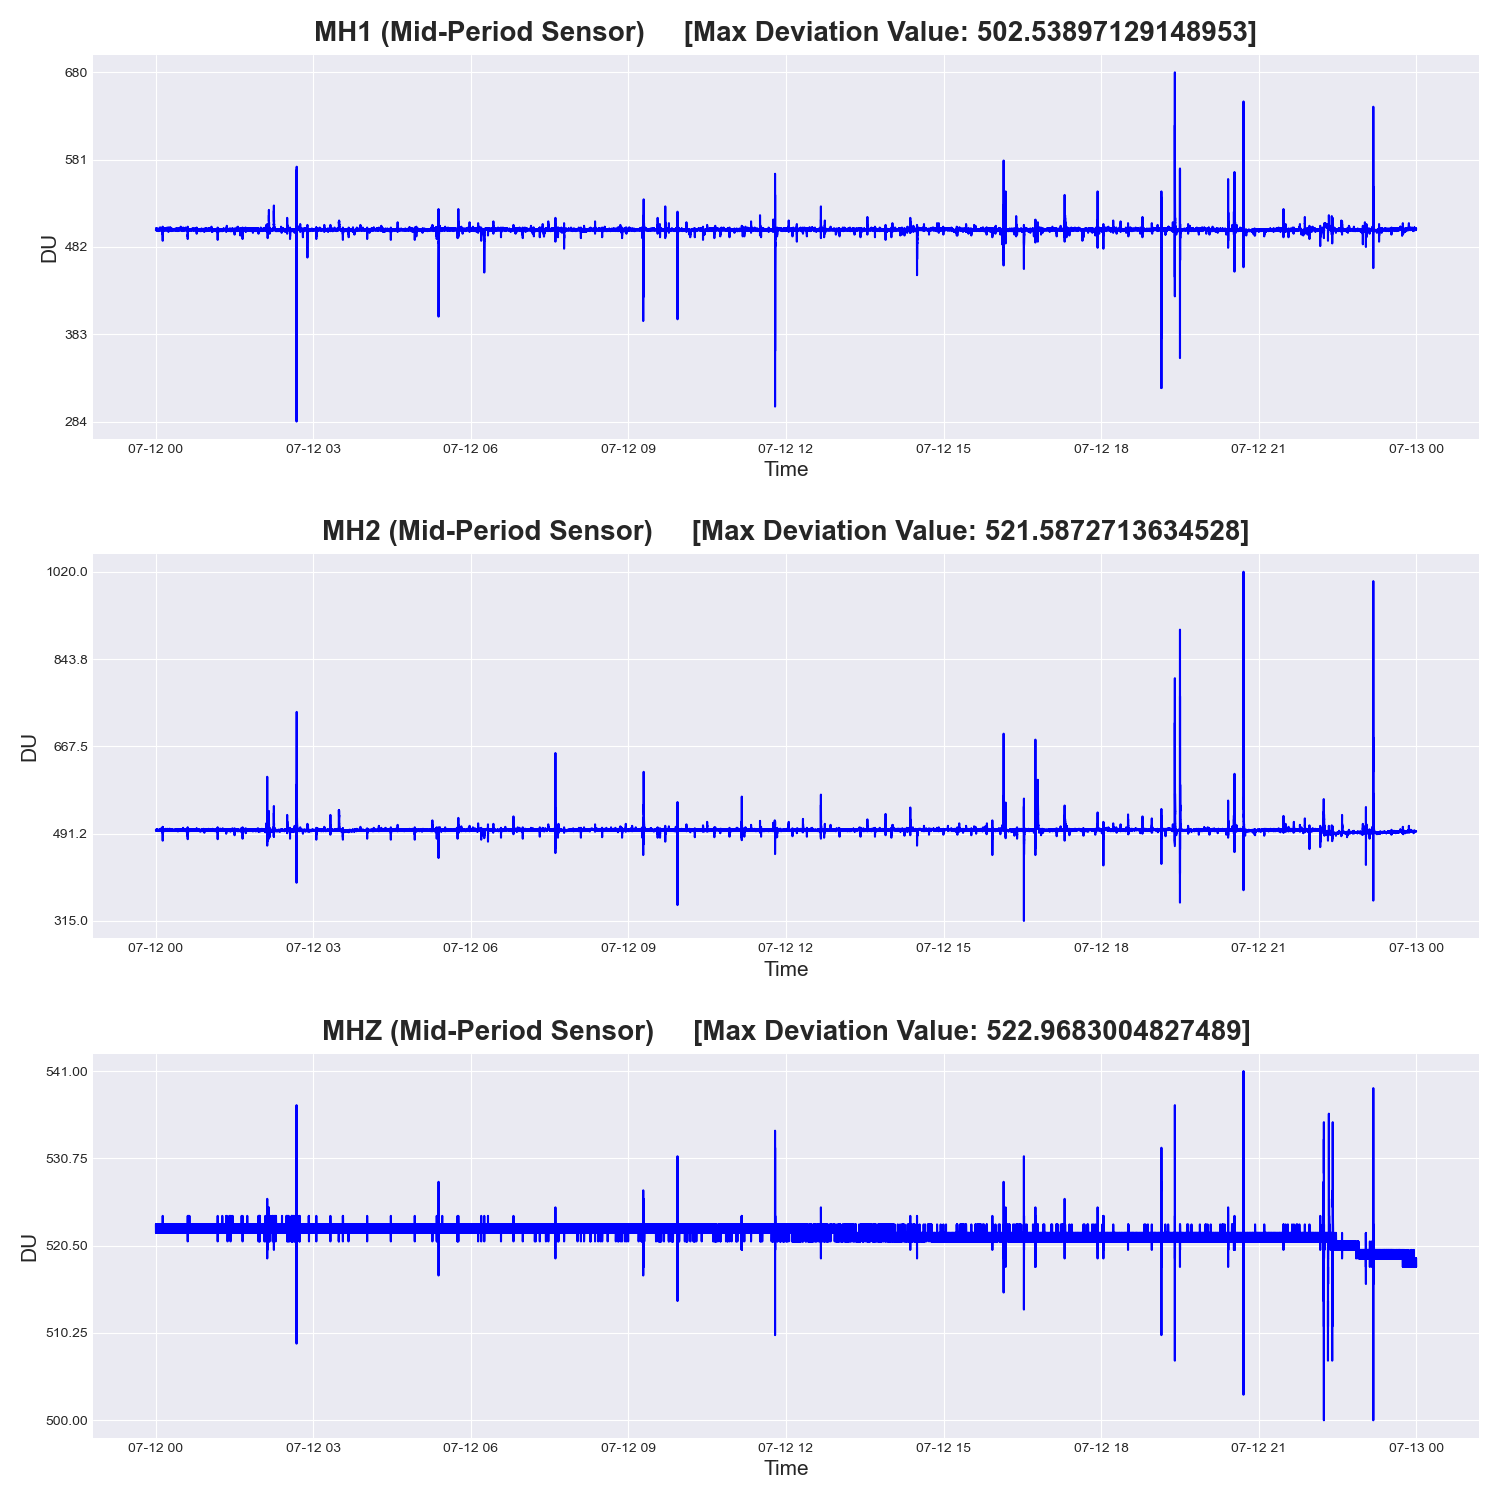 MH1 (Mid-Period Sensor) [Max Deviation Value: 502.53897129148953]
680
581
482
383
284
DU
07-12 00 07-12 03 07-12 06 07-12 09 07-12 12 07-12 15 07-12 18 07-12 21 07-13 00
Time
MH2 (Mid-Period Sensor) [Max Deviation Value: 521.5872713634528]
1020.0
843.8
667.5
491.2
315.0
DU
07-12 00 07-12 03 07-12 06 07-12 09 07-12 12 07-12 15 07-12 18 07-12 21 07-13 00
Time
MHZ (Mid-Period Sensor) [Max Deviation Value: 522.9683004827489]
541.00
530.75
520.50
510.25
500.00
DU
07-12 00 07-12 03 07-12 06 07-12 09 07-12 12 07-12 15 07-12 18 07-12 21 07-13 00
Time